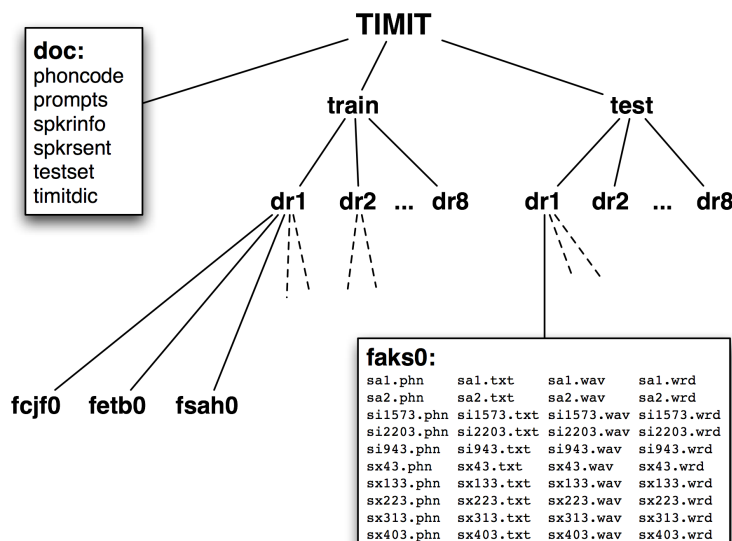 TIMIT
doc:
phoncode
prompts
spkrinfo
spkrsent
testset
timitdic
train
test
dr1 dr2 ... dr8
dr1 dr2 ... dr8
fcjf0 fetb0 fsah0
faks0:
sa1.phn sa1.txt sa1.wav sa1.wrd
sa2.phn sa2.txt sa2.wav sa2.wrd
si1573.phn si1573.txt si1573.wav si1573.wrd
si2203.phn si2203.txt si2203.wav si2203.wrd
si943.phn si943.txt si943.wav si943.wrd
sx43.phn sx43.txt sx43.wav sx43.wrd
sx133.phn sx133.txt sx133.wav sx133.wrd
sx223.phn sx223.txt sx223.wav sx223.wrd
sx313.phn sx313.txt sx313.wav sx313.wrd
sx403.phn sx403.txt sx403.wav sx403.wrd